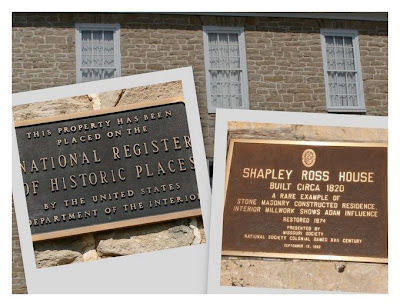 THIS PROPERTY HAS BEEN
PLACED ON THE
NATIONAL REGISTER
OF HISTORIC PLACES
BY THE UNITED STATES
DEPARTMENT OF THE INTERIOR
SHAPLEY ROSS HOUSE
BUILT CIRCA 1820
A RARE EXAMPLE OF
STONE MASONRY CONSTRUCTED RESIDENCE.
INTERIOR MILLWORK SHOWS ADAM INFLUENCE
RESTORED 1974
PRESENTED BY
MISSOURI SOCIETY
NATIONAL SOCIETY COLONIAL DAMES XVII CENTURY
SEPTEMBER